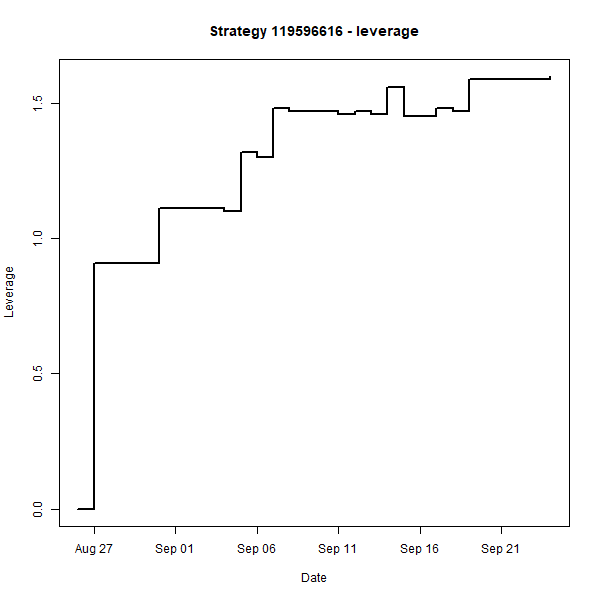 Strategy 119596616 - leverage
Leverage
1.5
1.0
0.5
0.0
Aug 27 Sep 01 Sep 06 Sep 11 Sep 16 Sep 21
Date